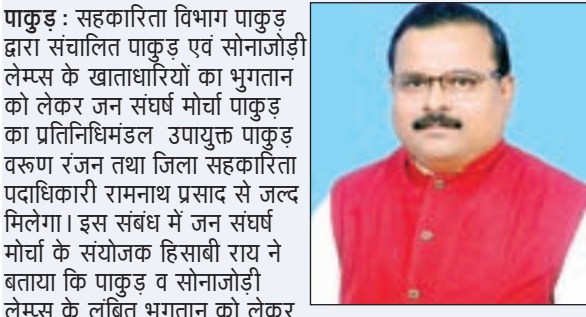 पाकुड़ : सहकारिता विभाग पाकुड़
द्वारा संचालित पाकुड़ एवं सोनाजोड़ी
लेम्प्स के खाताधारियों का भुगतान
को लेकर जन संघर्ष मोर्चा पाकुड़
का प्रतिनिधिमंडल उपायुक्त पाकुड़
वरूण रंजन तथा जिला सहकारिता
पदाधिकारी रामनाथ प्रसाद से जल्द
मिलेगा। इस संबंध में जन संघर्ष
मोर्चा के संयोजक हिसाबी राय ने
बताया कि पाकुड़ व सोनाजोड़ी
लेम्प्स के लंबित भुगतान को लेकर